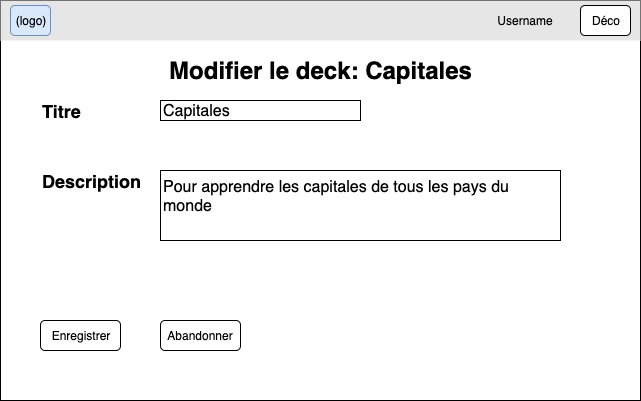 (logo) Username Déco
Modifier le deck: Capitales
Titre Capitales
Description Pour apprendre les capitales de tous les pays du
monde
Enregistrer Abandonner